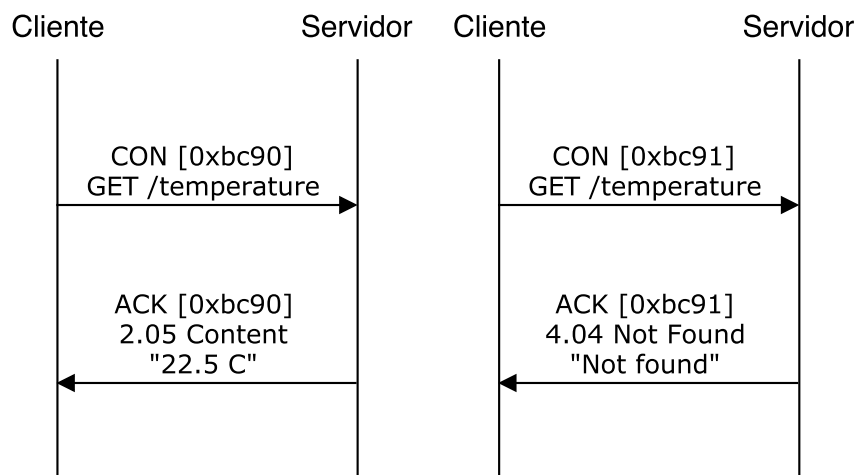 Cliente
Servidor
CON [0xbc90]
GET /temperature
ACK [0xbc90]
2.05 Content
"22.5 C"
Cliente
Servidor
CON [0xbc91]
GET /temperature
ACK [0xbc91]
4.04 Not Found
"Not found"